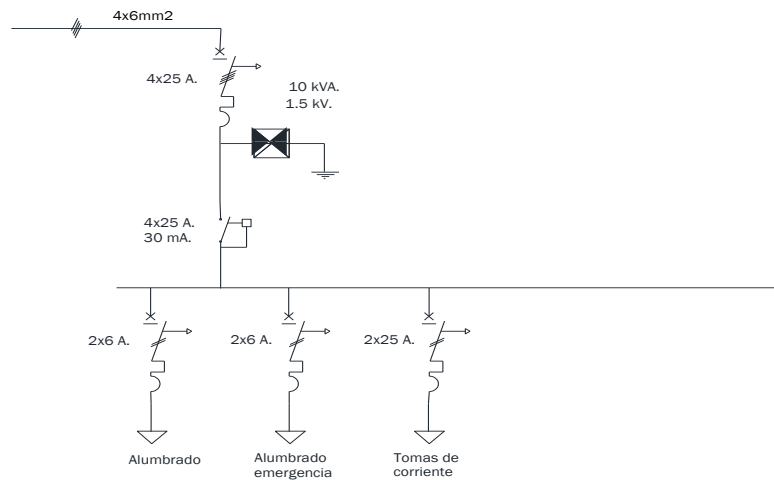 4x6mm2
4x25 A.
10 kVA.
1.5 kV.
4x25 A.
30 mA.
2x6 A.
2x6 A.
2x25 A.
Alumbrado
Alumbrado
emergencia
Tomas de
corriente